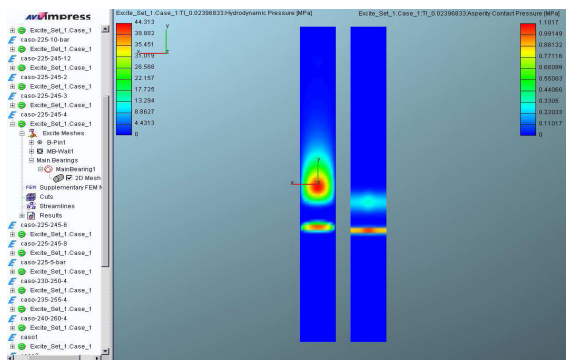 AVL Impress
Excite_Set_1.Case_1
caso-225-10-bar
Excite_Set_1.Case_1
caso-225-245-12
Excite_Set_1.Case_1
caso-225-245-2
Excite_Set_1.Case_1
caso-225-245-3
Excite_Set_1.Case_1
caso-225-245-4
Excite_Set_1.Case_1
Excite Meshes
B-Pin1
MB-Wall1
Main Bearings
MainBearing1
2D Mesh
FEM Supplementary FEM M
Cuts
Streamlines
Results
caso-225-245-6
Excite_Set_1.Case_1
caso-225-245-8
Excite_Set_1.Case_1
caso-225-5-bar
Excite_Set_1.Case_1
caso-230-250-4
Excite_Set_1.Case_1
caso-235-255-4
Excite_Set_1.Case_1
caso-240-260-4
Excite_Set_1.Case_1
caso1
Excite_Set_1.Case_1
Excite_Set_1.Case_1:TI_0.02396833:Hydrodynamic Pressure [MPa]
44.313
39.882
35.451
31.019
26.588
22.157
17.725
13.294
8.8627
4.4313
0
Y
X
Y
X
Excite_Set_1.Case_1:TI_0.02396833:Asperity Contact Pressure [MPa]
1.1017
0.99149
0.88132
0.77116
0.66099
0.55083
0.44066
0.3305
0.22033
0.11017
0